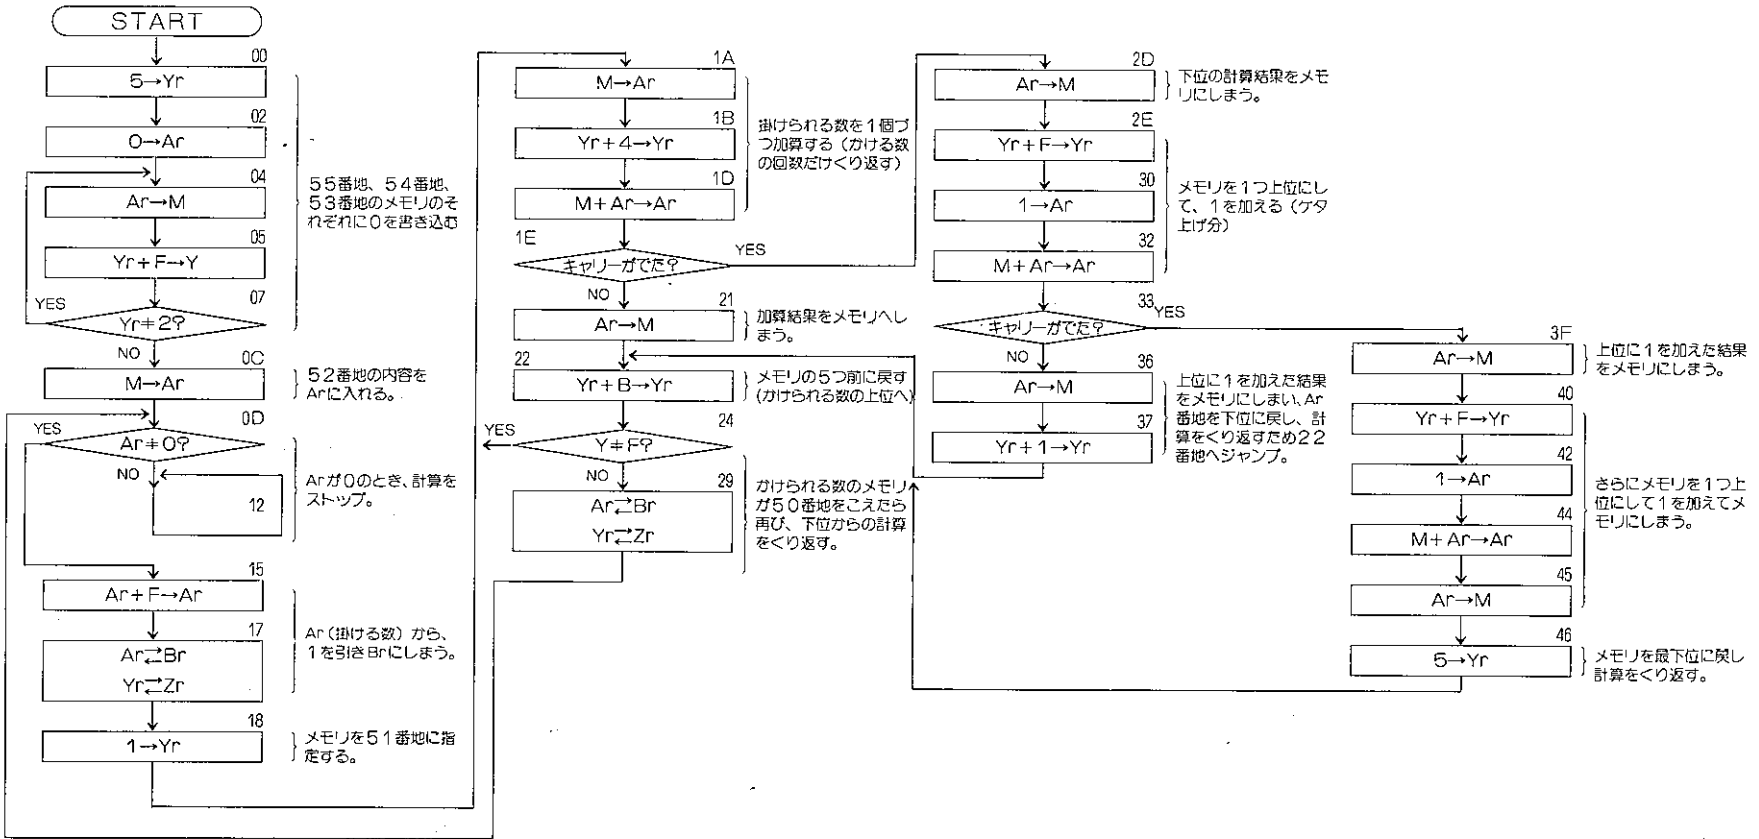 START
00
5→Yr
02
0→Ar
04
Ar→M
05
Yr+F→Y
07
YES
Yr≠2?
NO
55番地、54番地、
53番地のメモリのそ
れぞれに0を書き込む
0C
M→Ar
52番地の内容を
Arに入れる。
0D
YES
Ar≠0?
NO
12
Arが0のとき、計算を
ストップ。
15
Ar+F→Ar
17
Ar⇄Br
Yr⇄Zr
Ar(掛ける数)から、
1を引きBrにしまう。
18
1→Yr
メモリを51番地に指
定する。
1A
M→Ar
1B
Yr+4→Yr
1D
M+Ar→Ar
掛けられる数を1個づ
つ加算する(かける数
の回数だけくり返す)
1E
キャリーがでた?
YES
NO
21
Ar→M
加算結果をメモリへし
まう。
22
Yr+B→Yr
メモリの5つ前に戻す
(かけられる数の上位へ)
24
YES
Y≠F?
NO
29
Ar⇄Br
Yr⇄Zr
かけられる数のメモリ
が50番地をこえたら
再び、下位からの計算
をくり返す。
2D
Ar→M
下位の計算結果をメモ
リにしまう。
2E
Yr+F→Yr
30
1→Ar
32
M+Ar→Ar
メモリを1つ上位にし
て、1を加える(ケタ
上げ分)
33
YES
キャリーがでた?
NO
36
Ar→M
37
Yr+1→Yr
上位に1を加えた結果
をメモリにしまい、Ar
番地を下位に戻し、計
算をくり返すため22
番地へジャンプ。
3F
Ar→M
上位に1を加えた結果
をメモリにしまう。
40
Yr+F→Yr
42
1→Ar
44
M+Ar→Ar
45
Ar→M
さらにメモリを1つ上
位にして1を加えてメ
モリにしまう。
46
5→Yr
メモリを最下位に戻し
計算をくり返す。